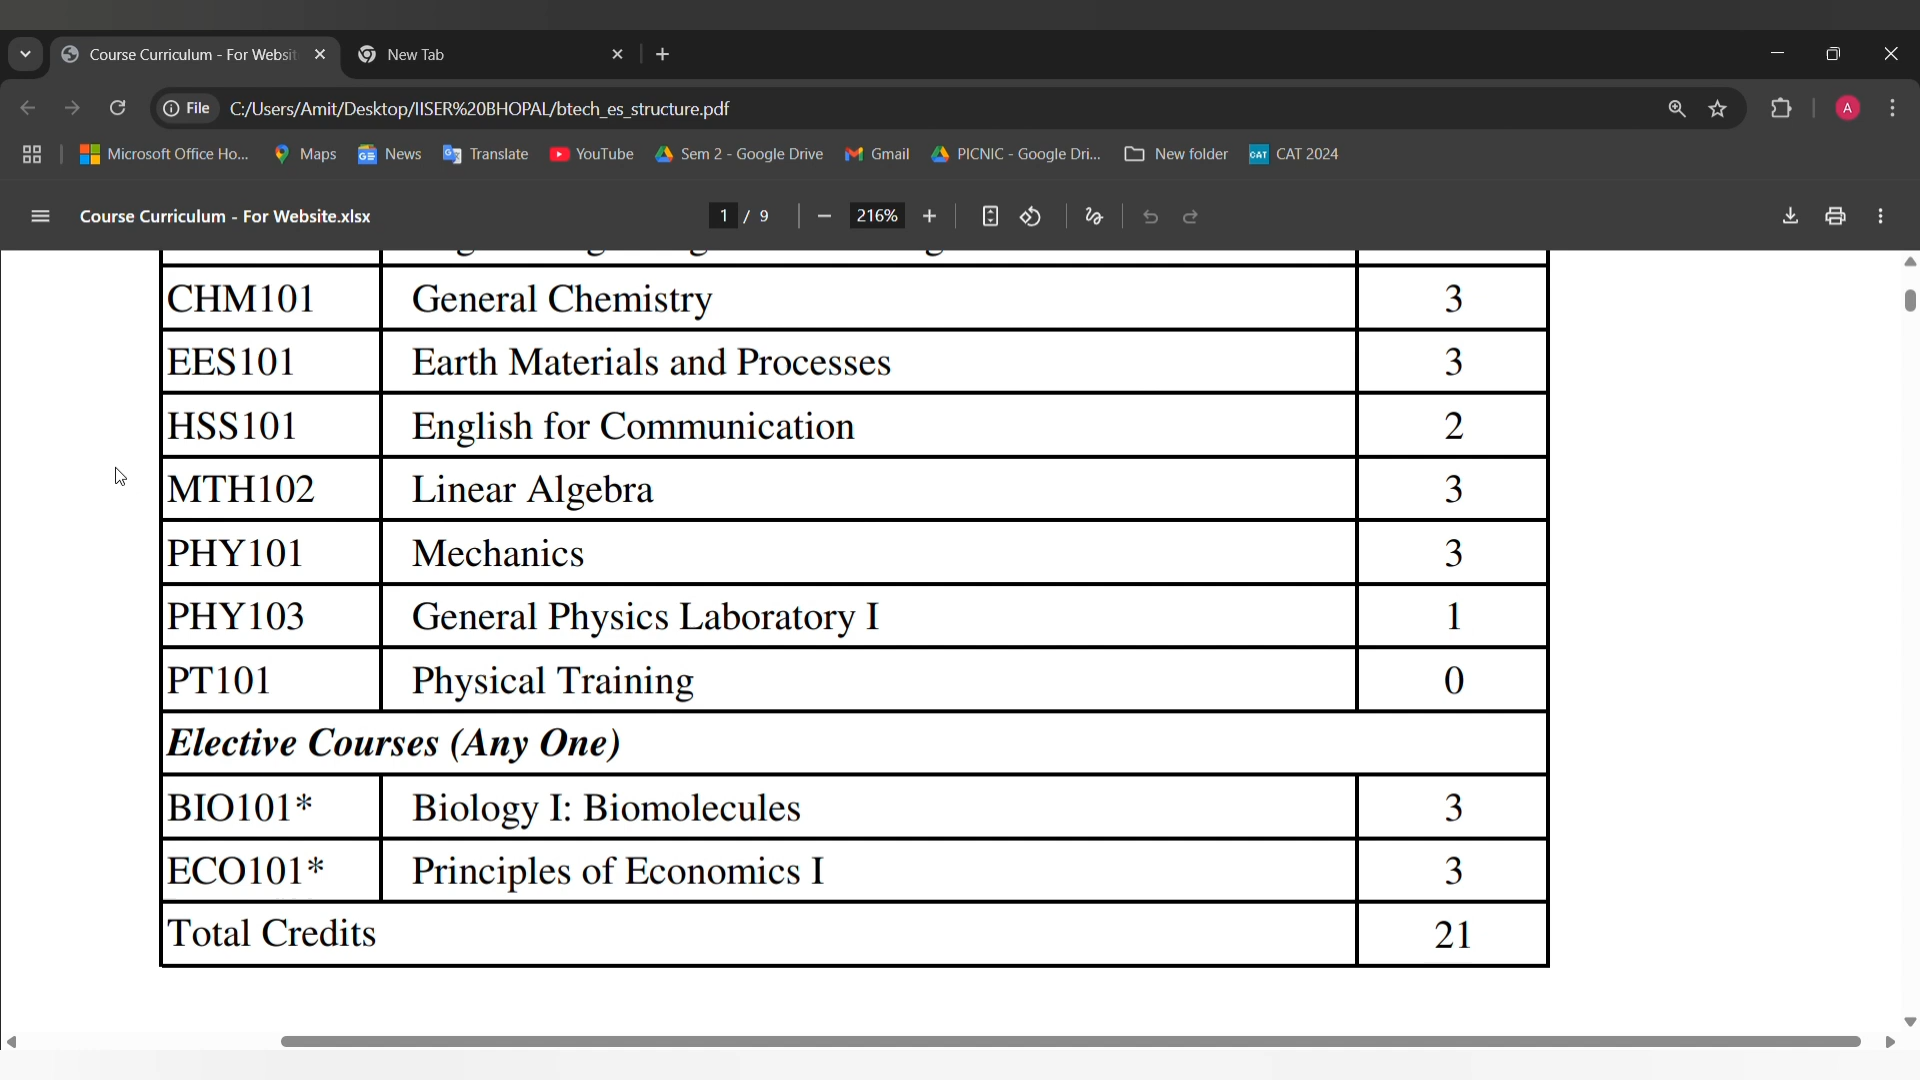 Course Curriculum - For Websit
New Tab
File
C:/Users/Amit/Desktop/IISER%20BHOPAL/btech_es_structure.pdf
A
Microsoft Office Ho...
Maps
News
Translate
YouTube
Sem 2 - Google Drive
Gmail
PICNIC - Google Dri...
New folder
CAT CAT 2024
Course Curriculum - For Website.xlsx
1 / 9
216%
CHM101 General Chemistry 3
EES101 Earth Materials and Processes 3
HSS101 English for Communication 2
MTH102 Linear Algebra 3
PHY101 Mechanics 3
PHY103 General Physics Laboratory I 1
PT101 Physical Training 0
Elective Courses (Any One)
BIO101* Biology I: Biomolecules 3
ECO101* Principles of Economics I 3
Total Credits 21